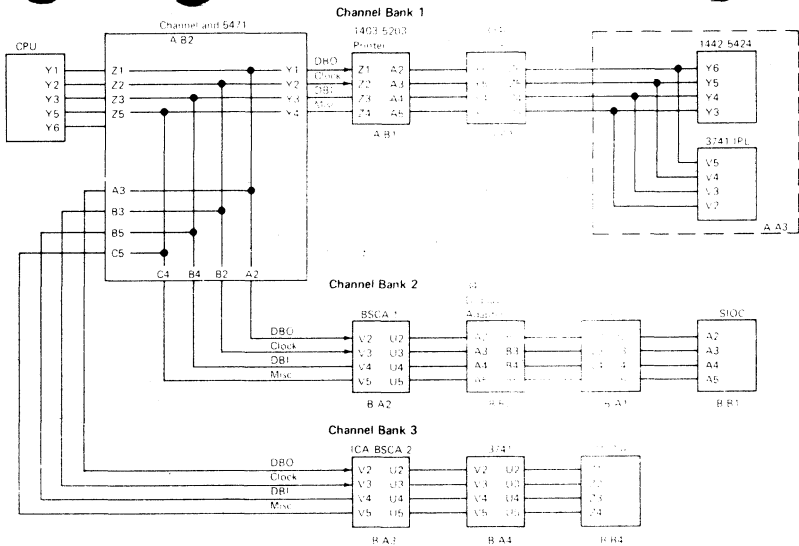 Channel Bank 1
Channel and 5471
A-B2
CPU
Y1
Y2
Y3
Y5
Y6
Z1
Z2
Z3
Z5
Y1
Y2
Y3
Y4
DBO
Clock
DBI
Misc
1403 5203
Printer
Z1 A2
Z2 A3
Z3 A4
Z4 A5
A-B1
1442 5424
Y6
Y5
Y4
Y3
3741 IPL
V5
V4
V3
V2
A-A3
A3
B3
B5
C5
C4 B4 B2 A2
Channel Bank 2
DBO
Clock
DBI
Misc
BSCA 1
V2 U2
V3 U3
V4 U4
V5 U5
B-A2
A2
A3 B3
A4 B4
A5
B-A1
SIOC
A2
A3
A4
A5
B-B1
Channel Bank 3
DBO
Clock
DBI
Misc
ICA BSCA 2
V2 U2
V3 U3
V4 U4
V5 U5
B-A3
3741
V2 U2
V3 U3
V4 U4
V5 U5
B-A4
Z3
Z4
B-B4